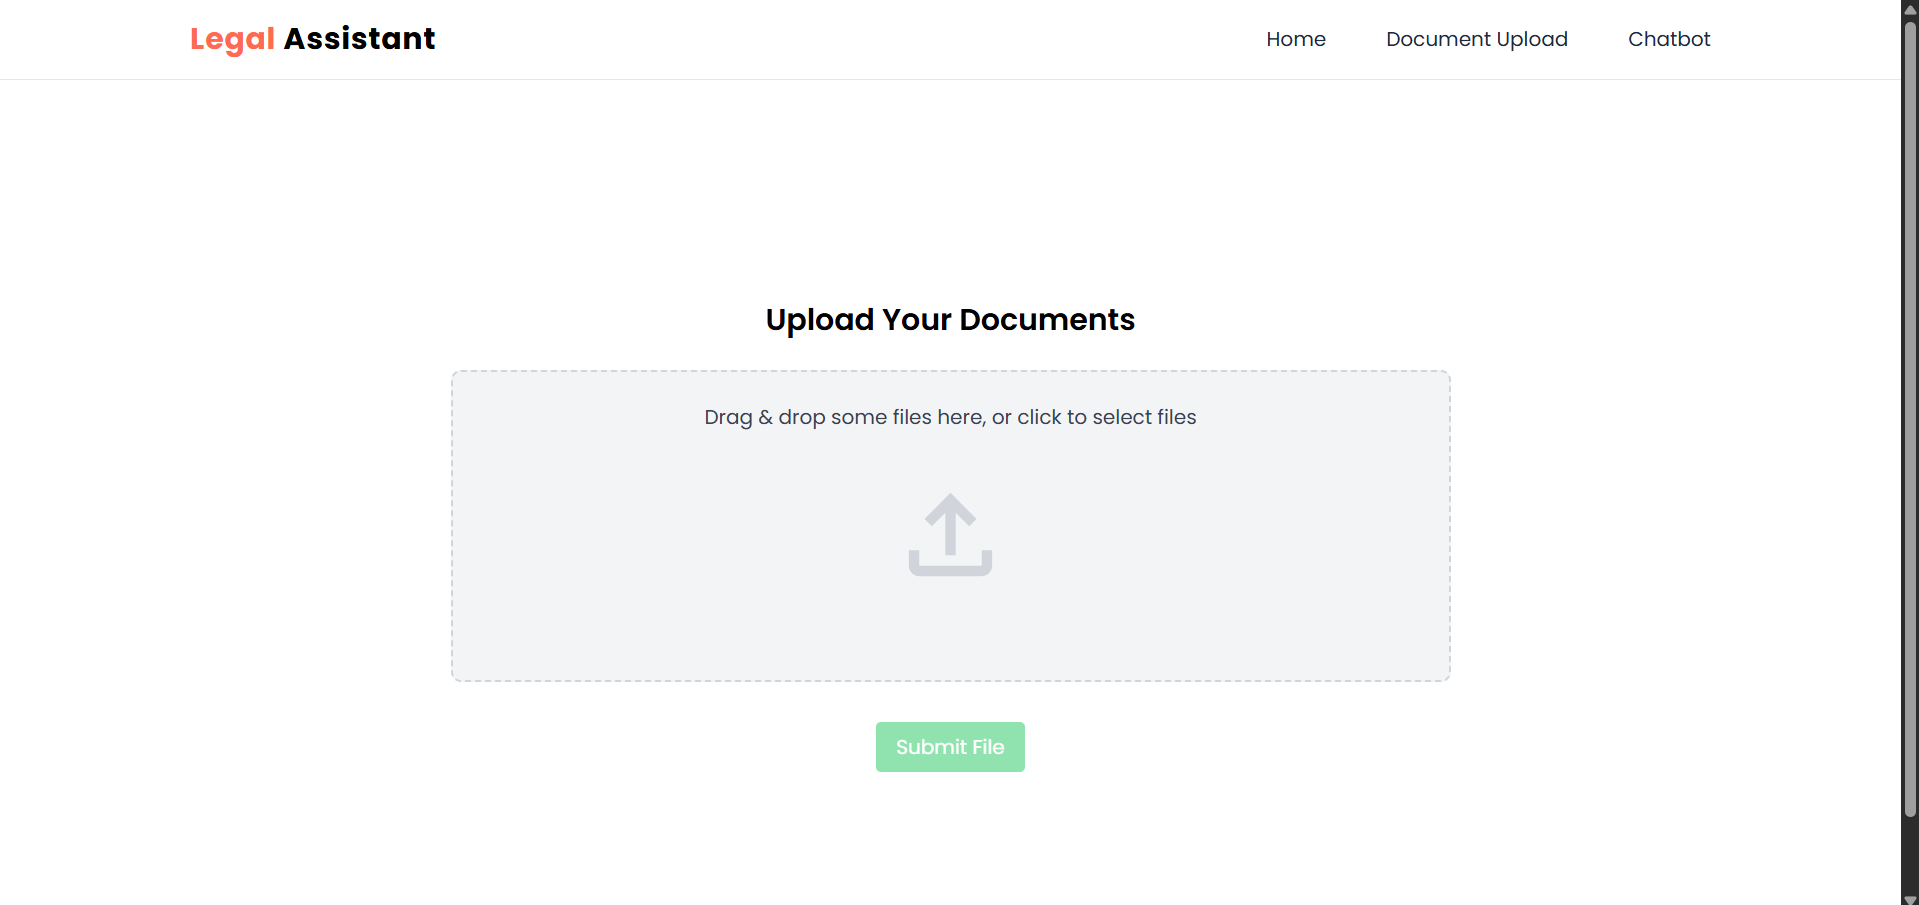 Legal Assistant
Home
Document Upload
Chatbot
Upload Your Documents
Drag & drop some files here, or click to select files
Submit File